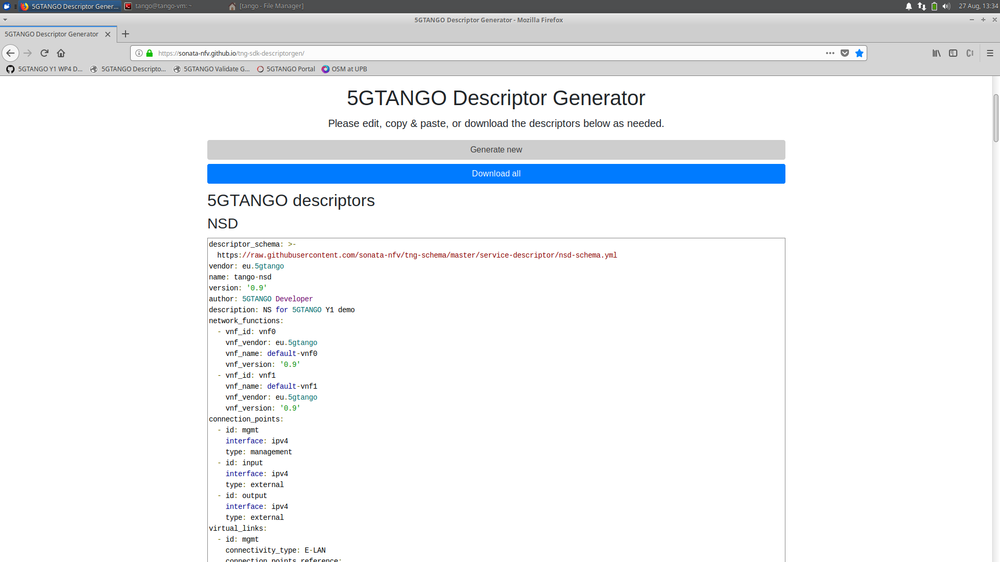 5GTANGO Descriptor Gener...
tango@tango-vm: ~
[tango - File Manager]
27 Aug, 13:34
5GTANGO Descriptor Generator - Mozilla Firefox
5GTANGO Descriptor Generator
https://sonata-nfv.github.io/tng-sdk-descriptorgen/
5GTANGO Y1 WP4 D...
5GTANGO Descripto...
5GTANGO Validate G...
5GTANGO Portal
OSM at UPB
5GTANGO Descriptor Generator
Please edit, copy & paste, or download the descriptors below as needed.
Generate new
Download all
5GTANGO descriptors
NSD
descriptor_schema: >-
  https://raw.githubusercontent.com/sonata-nfv/tng-schema/master/service-descriptor/nsd-schema.yml
vendor: eu.5gtango
name: tango-nsd
version: '0.9'
author: 5GTANGO Developer
description: NS for 5GTANGO Y1 demo
network_functions:
  - vnf_id: vnf0
    vnf_vendor: eu.5gtango
    vnf_name: default-vnf0
    vnf_version: '0.9'
  - vnf_id: vnf1
    vnf_name: default-vnf1
    vnf_vendor: eu.5gtango
    vnf_version: '0.9'
connection_points:
  - id: mgmt
    interface: ipv4
    type: management
  - id: input
    interface: ipv4
    type: external
  - id: output
    interface: ipv4
    type: external
virtual_links:
  - id: mgmt
    connectivity_type: E-LAN
    connection_points_reference: